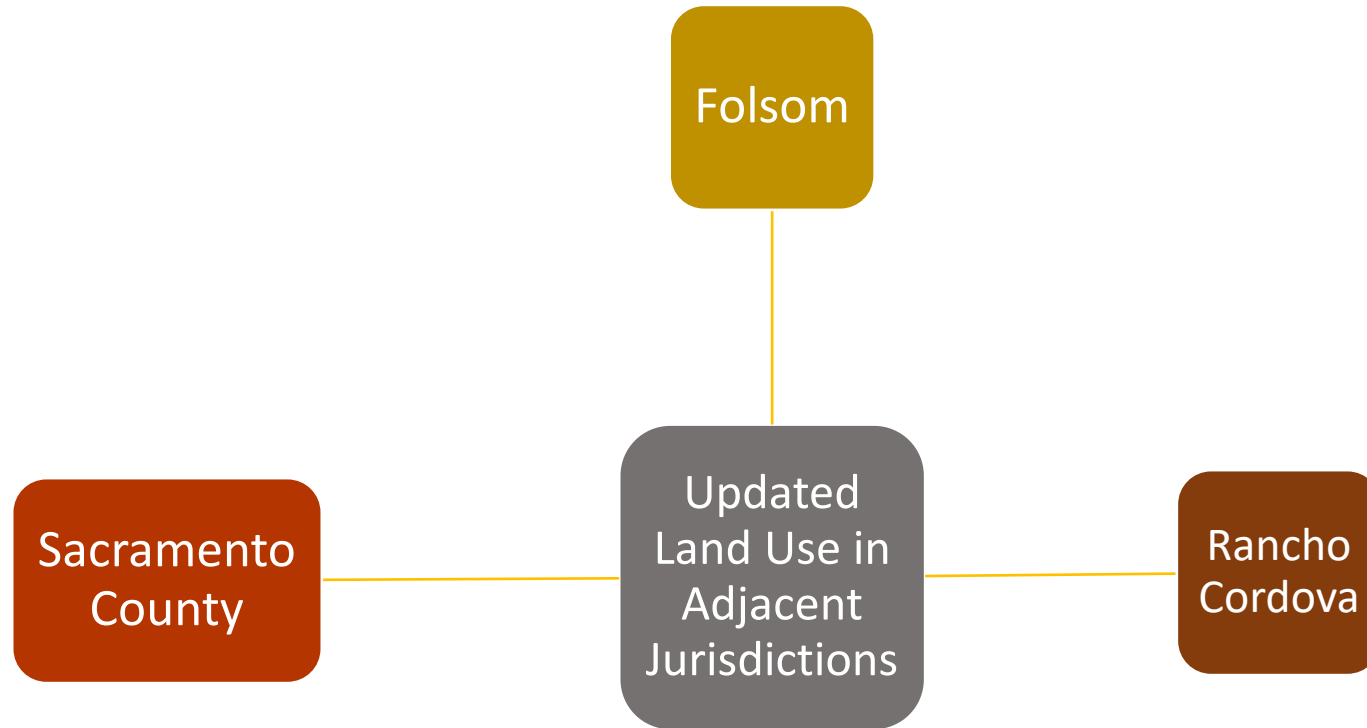 Folsom
Sacramento
County
Updated
Land Use in
Adjacent
Jurisdictions
Rancho
Cordova